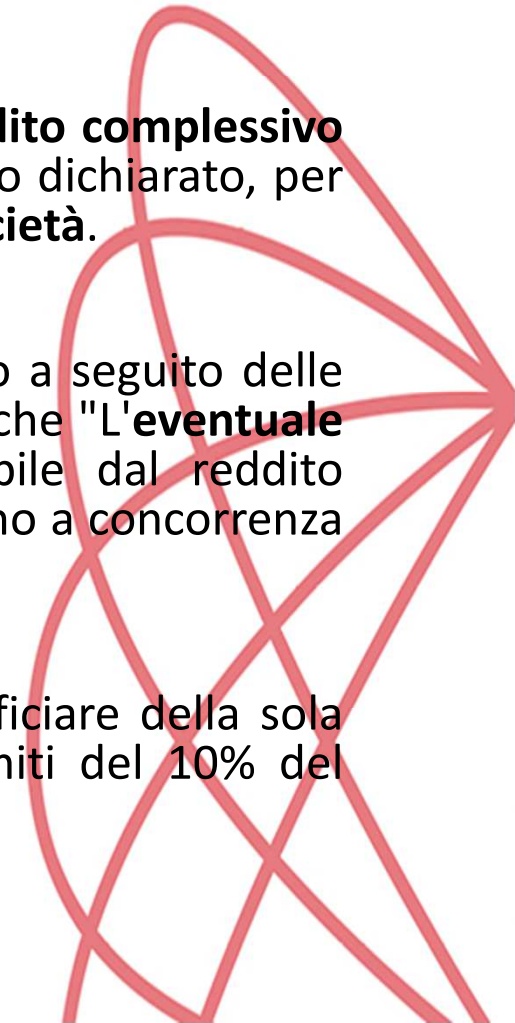 dito complessivo
o dichiarato, per
cietà.
o a seguito delle
che "L'eventuale
bile dal reddito
no a concorrenza
ficiare della sola
niti del 10% del